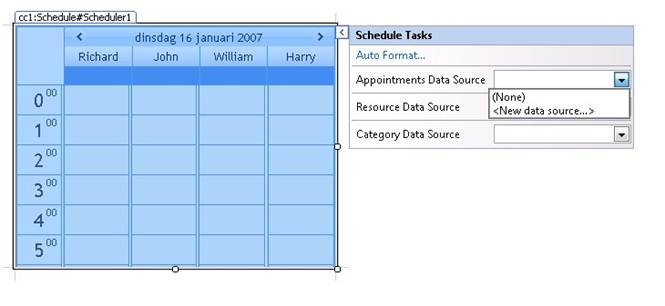 cc1:Schedule#Scheduler1
dinsdag 16 januari 2007
Richard John William Harry
0 00
1 00
2 00
3 00
4 00
5 00
Schedule Tasks
Auto Format...
Appointments Data Source
(None)
<New data source...>
Resource Data Source
Category Data Source